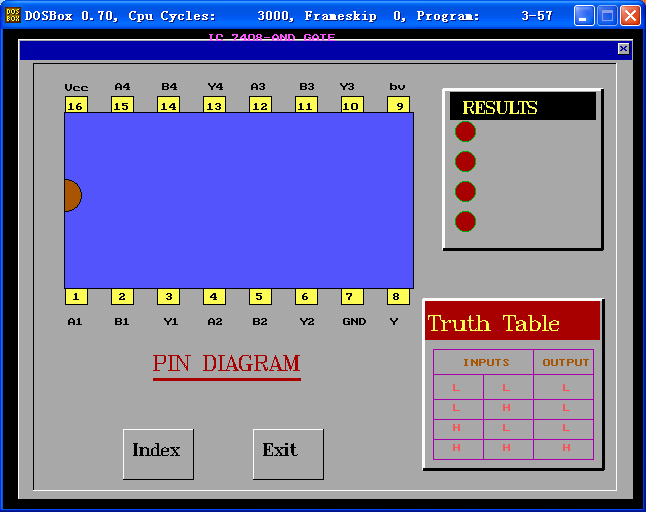 DOSBox 0.70, Cpu Cycles: 3000, Frameskip 0, Program: 3-57
IC 7408-AND GATE
Vcc A4 B4 Y4 A3 B3 Y3 bv
16 15 14 13 12 11 10 9
1 2 3 4 5 6 7 8
A1 B1 Y1 A2 B2 Y2 GND Y
PIN DIAGRAM
Index Exit
RESULTS
Truth Table
INPUTS OUTPUT
L L L
L H L
H L L
H H H